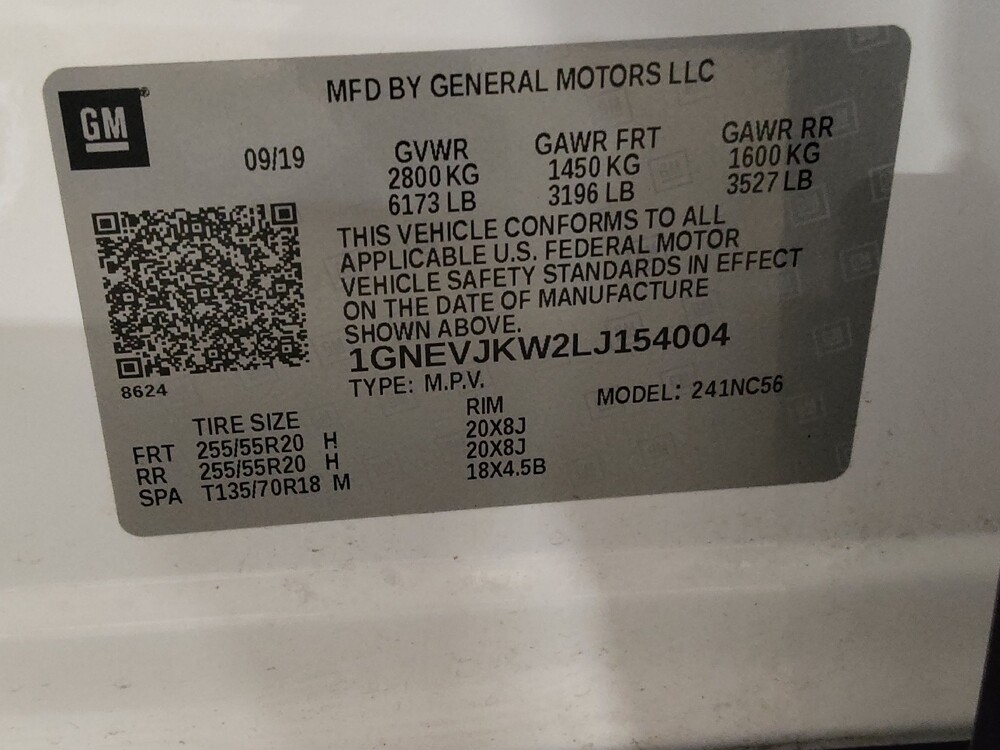 MFD BY GENERAL MOTORS LLC
GM
09/19 GVWR GAWR FRT GAWR RR
2800 KG 1450 KG 1600 KG
6173 LB 3196 LB 3527 LB
THIS VEHICLE CONFORMS TO ALL
APPLICABLE U.S. FEDERAL MOTOR
VEHICLE SAFETY STANDARDS IN EFFECT
ON THE DATE OF MANUFACTURE
SHOWN ABOVE.
1GNEVJKW2LJ154004
8624
TYPE: M.P.V. MODEL: 241NC56
TIRE SIZE RIM
FRT 255/55R20 H 20X8J
RR 255/55R20 H 20X8J
SPA T135/70R18 M 18X4.5B